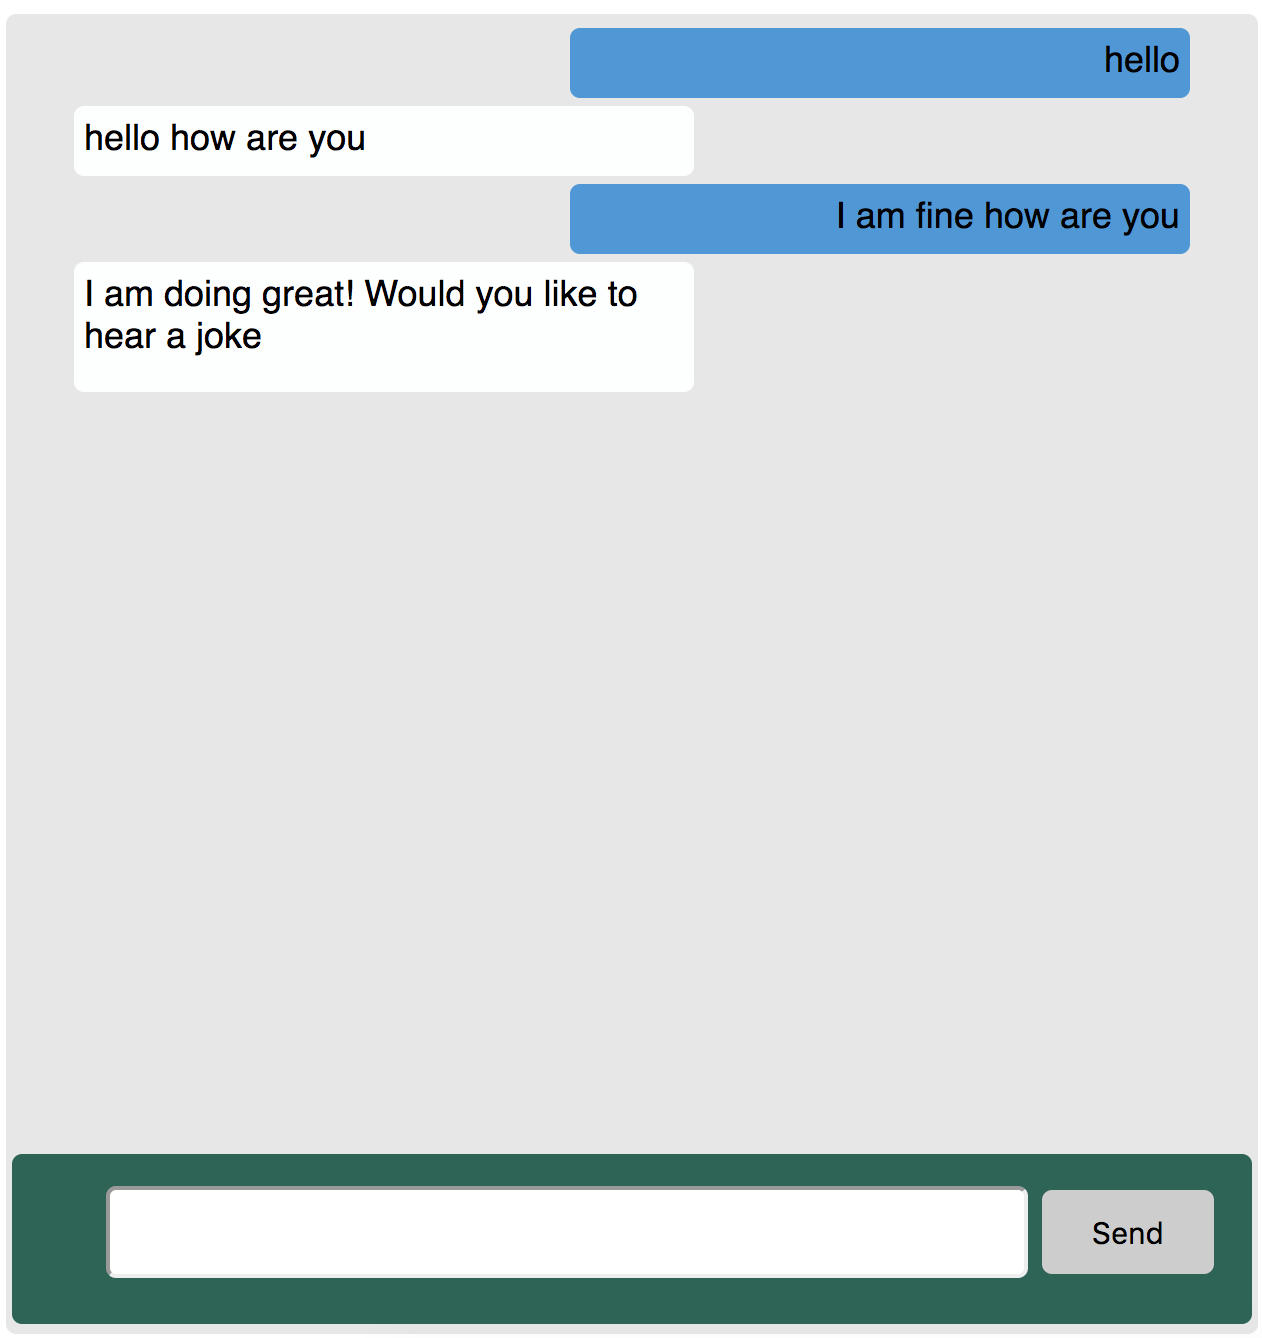 hello
hello how are you
I am fine how are you
I am doing great! Would you like to
hear a joke
Send